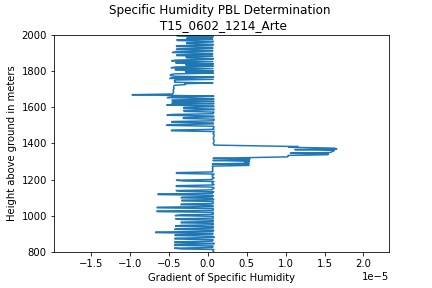 Specific Humidity PBL Determination
T15_0602_1214_Arte
Height above ground in meters
2000
1800
1600
1400
1200
1000
800
−1.5 −1.0 −0.5 0.0 0.5 1.0 1.5 2.0
1e−5
Gradient of Specific Humidity